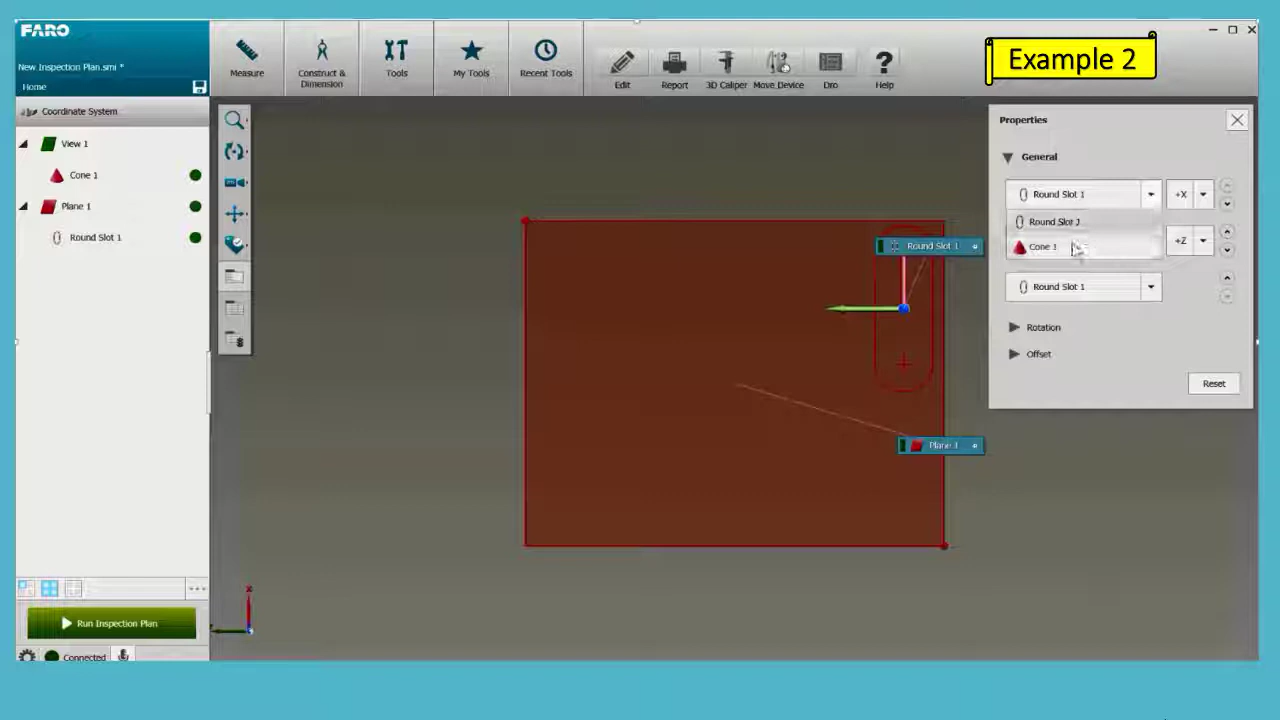 FARO
New Inspection Plan.smi *
Home
Measure
Construct & Dimension
Tools
My Tools
Recent Tools
Edit
Report
3D Caliper
Move Device
Dro
Help
Example 2
Coordinate System
View 1
Cone 1
Plane 1
Round Slot 1
Round Slot 1
Plane 1
Properties
General
Round Slot 1
+X
Round Slot 1
Cone 1
+Z
Round Slot 1
Rotation
Offset
Reset
Run Inspection Plan
Connected